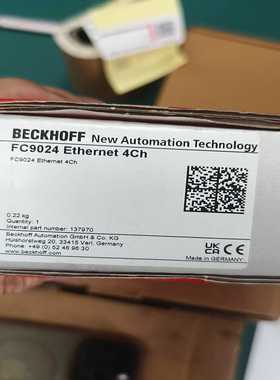 BECKHOFF New Automation Technology
FC9024 Ethernet 4Ch
FC9024 Ethernet 4Ch
0.22 kg
Quantity: 1
Internal part number: 137970
Beckhoff Automation GmbH & Co. KG
Hülshorstweg 20, 33415 Verl, Germany
Phone: +49 (0) 52 46 96 30
www.beckhoff.com
UK
CA
Made in GERMANY